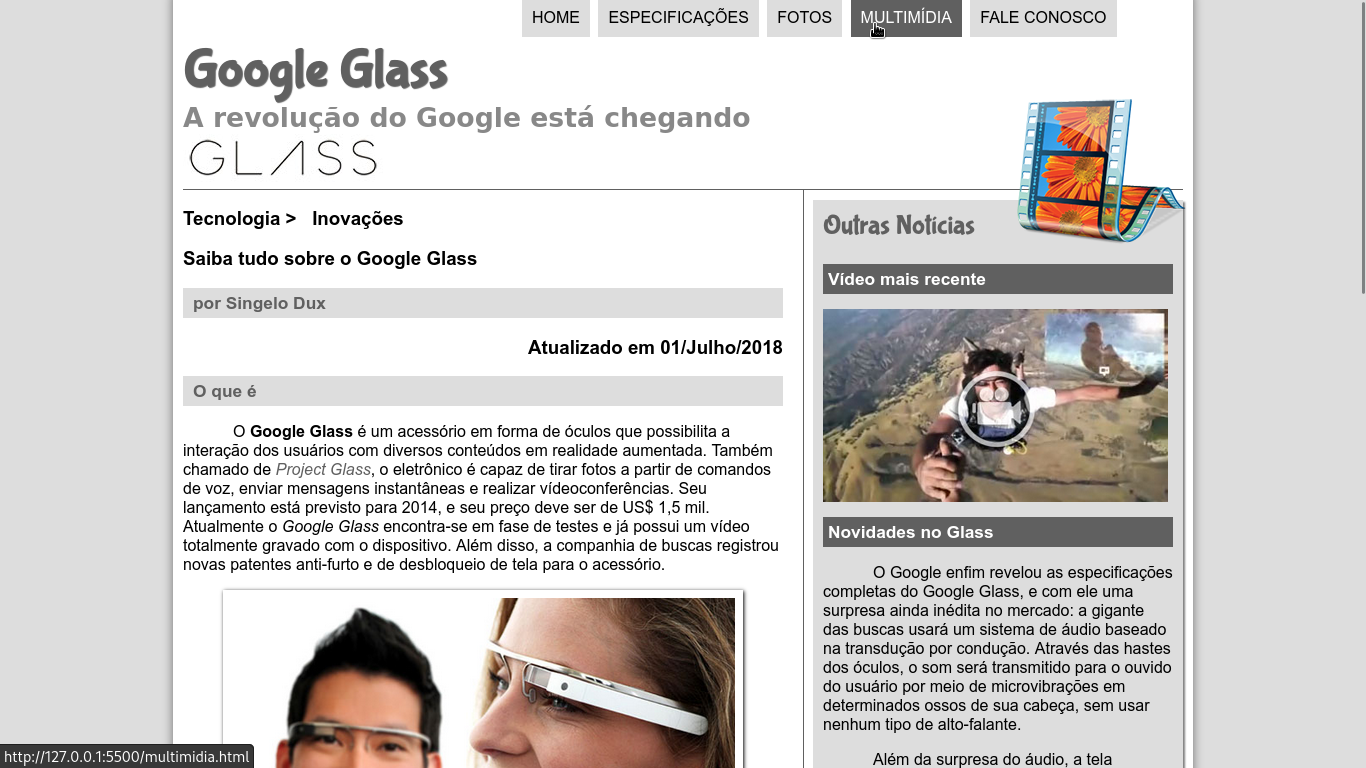 HOME
ESPECIFICAÇÕES
FOTOS
MULTIMÍDIA
FALE CONOSCO
Google Glass
A revolução do Google está chegando
GLASS
Tecnologia > Inovações
Saiba tudo sobre o Google Glass
por Singelo Dux
Atualizado em 01/Julho/2018
O que é
O Google Glass é um acessório em forma de óculos que possibilita a
interação dos usuários com diversos conteúdos em realidade aumentada. Também
chamado de Project Glass, o eletrônico é capaz de tirar fotos a partir de comandos
de voz, enviar mensagens instantâneas e realizar vídeoconferências. Seu
lançamento está previsto para 2014, e seu preço deve ser de US$ 1,5 mil.
Atualmente o Google Glass encontra-se em fase de testes e já possui um vídeo
totalmente gravado com o dispositivo. Além disso, a companhia de buscas registrou
novas patentes anti-furto e de desbloqueio de tela para o acessório.
Outras Notícias
Vídeo mais recente
Novidades no Glass
O Google enfim revelou as especificações
completas do Google Glass, e com ele uma
surpresa ainda inédita no mercado: a gigante
das buscas usará um sistema de áudio baseado
na transdução por condução. Através das hastes
dos óculos, o som será transmitido para o ouvido
do usuário por meio de microvibrações em
determinados ossos de sua cabeça, sem usar
nenhum tipo de alto-falante.
Além da surpresa do áudio, a tela
http://127.0.0.1:5500/multimidia.html